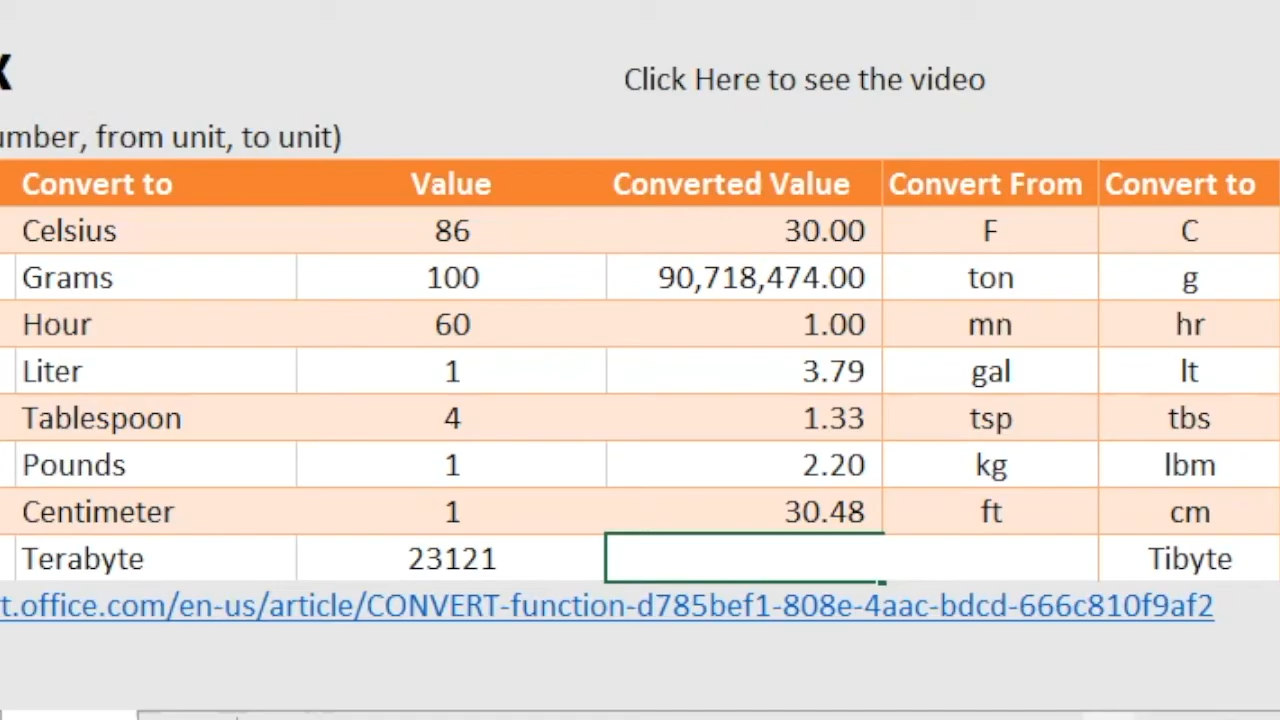 Click Here to see the video
umber, from unit, to unit)
Convert to Value Converted Value Convert From Convert to
Celsius 86 30.00 F C
Grams 100 90,718,474.00 ton g
Hour 60 1.00 mn hr
Liter 1 3.79 gal lt
Tablespoon 4 1.33 tsp tbs
Pounds 1 2.20 kg lbm
Centimeter 1 30.48 ft cm
Terabyte 23121 Tibyte
t.office.com/en-us/article/CONVERT-function-d785bef1-808e-4aac-bdcd-666c810f9af2